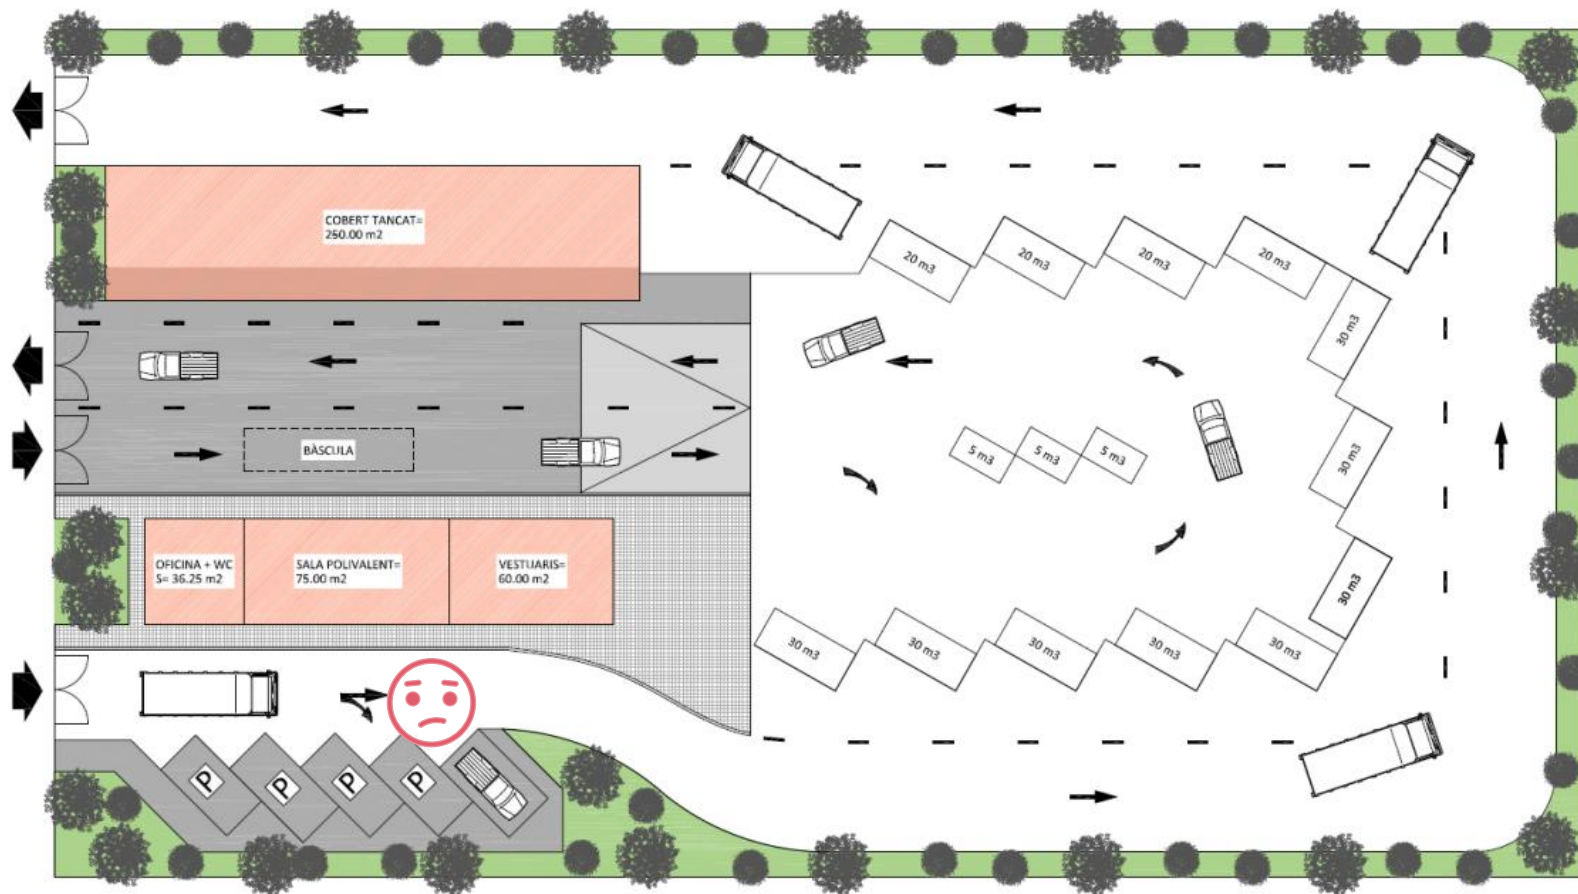 COBERT TANCAT=
250.00 m2
20 m3
20 m3
20 m3
20 m3
30 m3
BÀSCULA
5 m3
5 m3
5 m3
30 m3
OFICINA + WC
S= 36.25 m2
SALA POLIVALENT=
75.00 m2
VESTUARIS=
60.00 m2
30 m3
30 m3
30 m3
30 m3
30 m3
30 m3
P
P
P
P